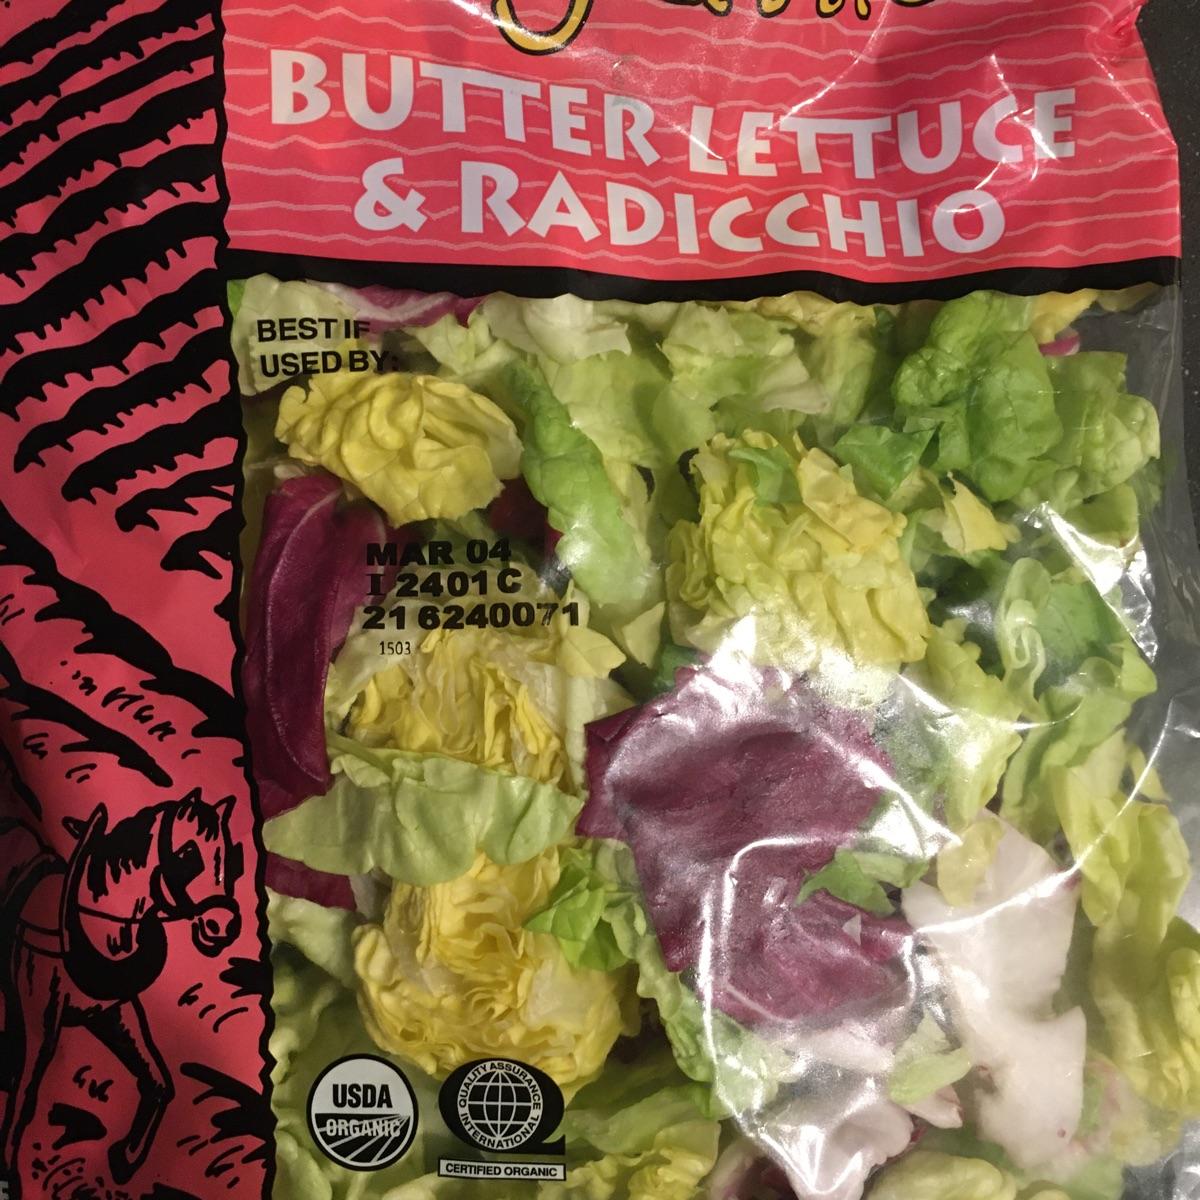 BUTTER LETTUCE
& RADICCHIO
BEST IF
USED BY:
MAR 04
I 2401 C
21 6240071
1503
USDA
ORGANIC
QUALITY ASSURANCE
INTERNATIONAL
CERTIFIED ORGANIC